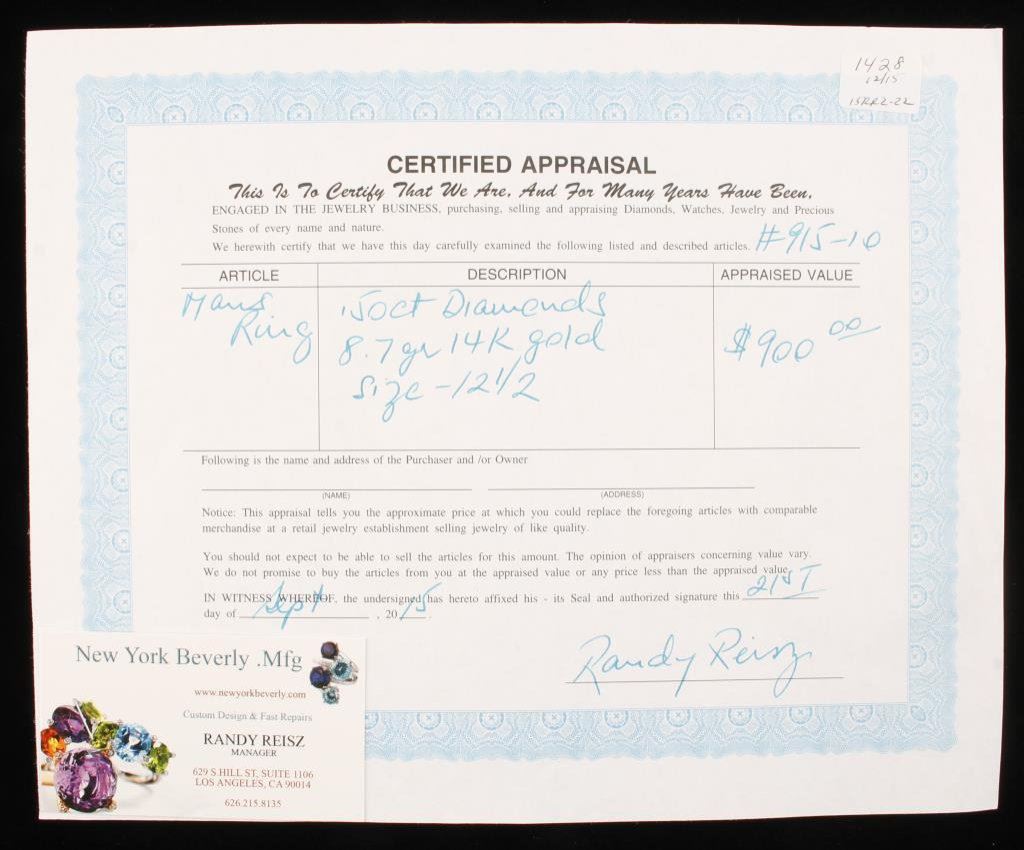 1428
12/15
15RR2-22
CERTIFIED APPRAISAL
This Is To Certify That We Are, And For Many Years Have Been,
ENGAGED IN THE JEWELRY BUSINESS, purchasing, selling and appraising Diamonds, Watches, Jewelry and Precious
Stones of every name and nature.
We herewith certify that we have this day carefully examined the following listed and described articles. #915-10
ARTICLE DESCRIPTION APPRAISED VALUE
Mans
Ring
.50ct Diamonds
8.7gr 14K gold
Size-12 1/2
$900 00
Following is the name and address of the Purchaser and /or Owner
(NAME) (ADDRESS)
Notice: This appraisal tells you the approximate price at which you could replace the foregoing articles with comparable
merchandise at a retail jewelry establishment selling jewelry of like quality.
You should not expect to be able to sell the articles for this amount. The opinion of appraisers concerning value vary.
We do not promise to buy the articles from you at the appraised value or any price less than the appraised value.
IN WITNESS WHEREOF, the undersigned has hereto affixed his - its Seal and authorized signature this 21sT
day of Sept , 20 15.
Randy Reisz
New York Beverly .Mfg
www.newyorkbeverly.com
Custom Design & Fast Repairs
RANDY REISZ
MANAGER
629 S.HILL ST, SUITE 1106
LOS ANGELES, CA 90014
626.215.8135